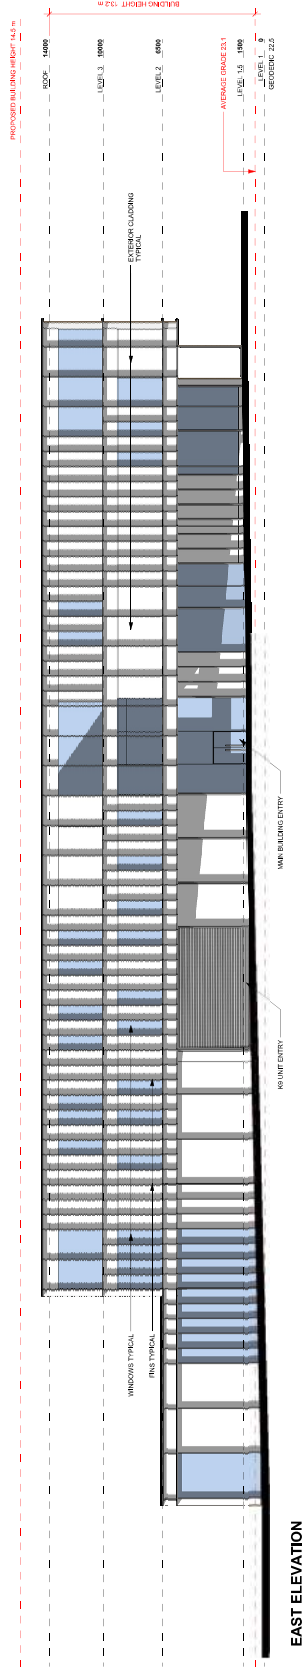 PROPOSED BUILDING HEIGHT 14.5 m
BUILDING HEIGHT 13.2 m
ROOF 14000
LEVEL 3 10000
LEVEL 2 6500
AVERAGE GRADE 23.1
LEVEL 1.5 1500
LEVEL 1 0
GEODEDIC 22.5
EXTERIOR CLADDING
TYPICAL
WINDOWS TYPICAL
FINS TYPICAL
MAIN BUILDING ENTRY
K9 UNIT ENTRY
EAST ELEVATION